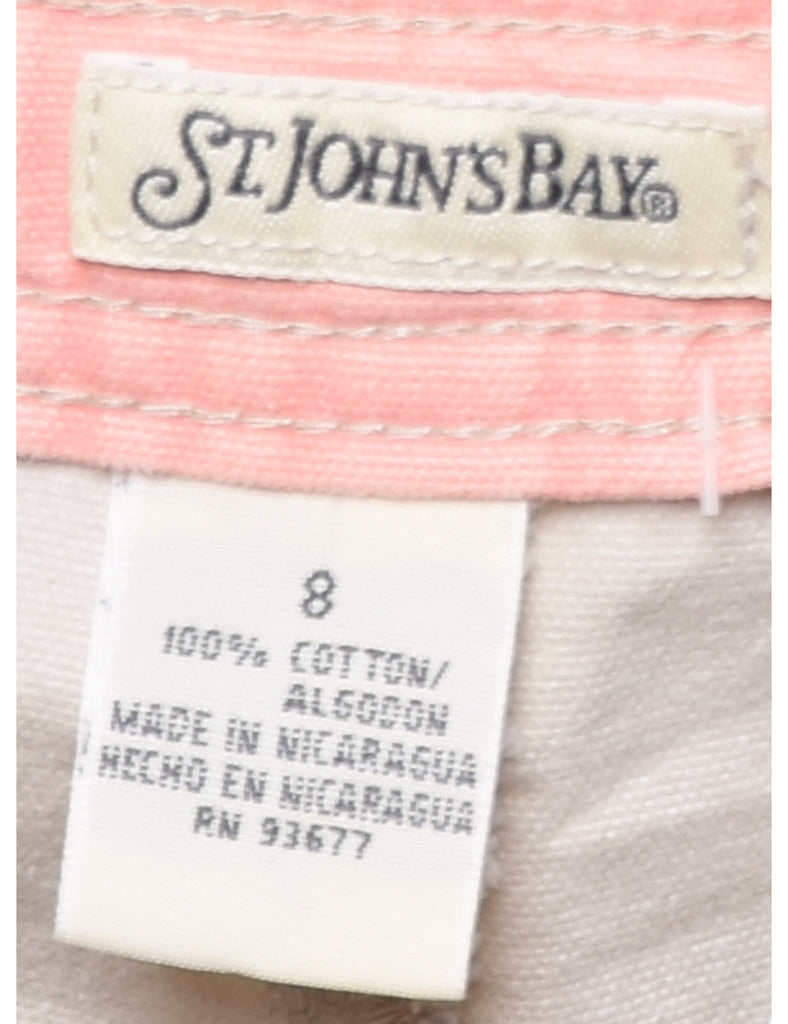 ST. JOHN'S BAY®
8
100% COTTON/
ALGODON
MADE IN NICARAGUA
HECHO EN NICARAGUA
RN 93677